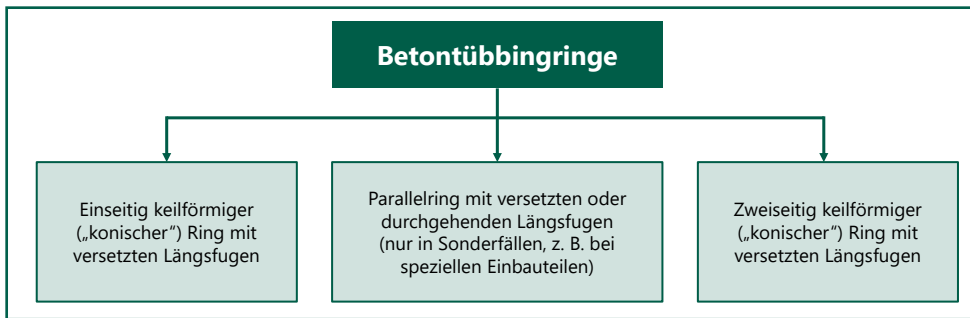 Betontübbingringe
Einseitig keilförmiger
(„konischer“) Ring mit
versetzten Längsfugen
Parallelring mit versetzten oder
durchgehenden Längsfugen
(nur in Sonderfällen, z. B. bei
speziellen Einbauteilen)
Zweiseitig keilförmiger
(„konischer“) Ring mit
versetzten Längsfugen